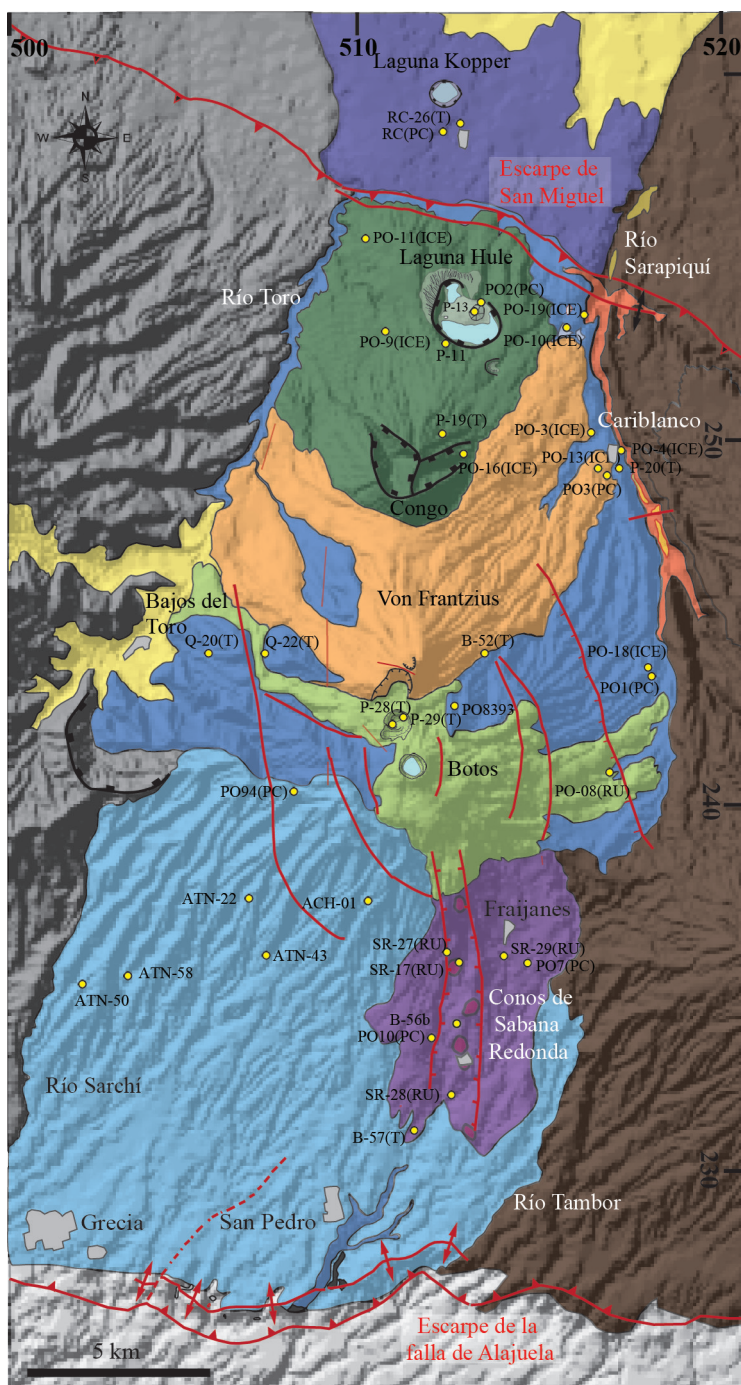 500
510
520
Laguna Kopper
N
W
E
S
RC-26(T)
RC(PC)
Escarpe de
San Miguel
Río
Sarapiquí
PO-11(ICE)
Laguna Hule
Río Toro
PO2(PC)
P-13
PO-19(ICE)
PO-9(ICE)
PO-10(ICE)
P-11
Cariblanco
P-19(T)
PO-3(ICE)
250
PO-4(ICE)
PO-16(ICE)
PO-13(ICE)
P-20(T)
PO3(PC)
Congo
Bajos del
Toro
Von Frantzius
Q-20(T)
Q-22(T)
B-52(T)
PO-18(ICE)
PO1(PC)
P-28(T)
P-29(T)
PO8393
Botos
PO-08(RU)
PO94(PC)
240
ATN-22
ACH-01
Fraijanes
SR-27(RU)
SR-29(RU)
ATN-43
SR-17(RU)
PO7(PC)
ATN-58
ATN-50
Conos de
Sabana
Redonda
B-56b
PO10(PC)
Río Sarchí
SR-28(RU)
B-57(T)
230
Río Tambor
Grecia
San Pedro
Escarpe de la
falla de Alajuela
5 km